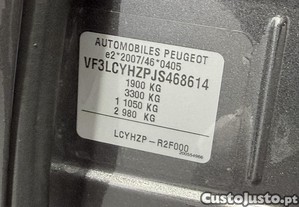 AUTOMOBILES PEUGEOT
e2*2007/46*0405
VF3LCYHZPJS468614
1900 KG
3300 KG
1 1050 KG
2 980 KG
LCYHZP -R2F000
CustoJusto.pt